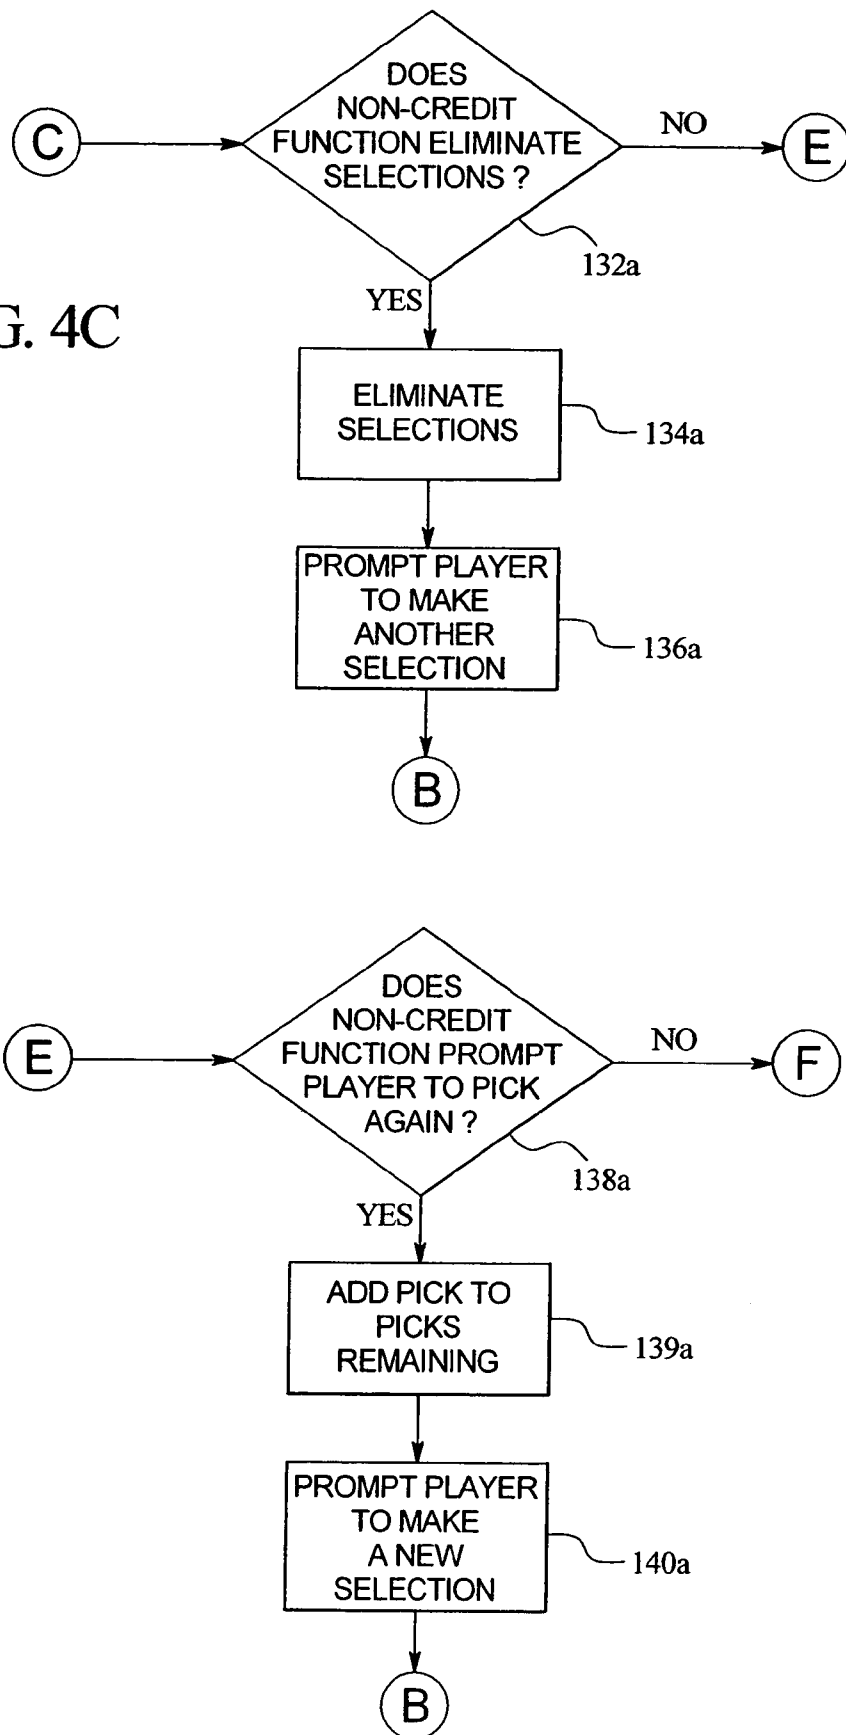 DOES
NON-CREDIT
FUNCTION ELIMINATE
SELECTIONS ?
C
NO
E
132a
YES
G. 4C
ELIMINATE
SELECTIONS
134a
PROMPT PLAYER
TO MAKE
ANOTHER
SELECTION
136a
B
DOES
NON-CREDIT
FUNCTION PROMPT
PLAYER TO PICK
AGAIN ?
E
NO
F
138a
YES
ADD PICK TO
PICKS
REMAINING
139a
PROMPT PLAYER
TO MAKE
A NEW
SELECTION
140a
B